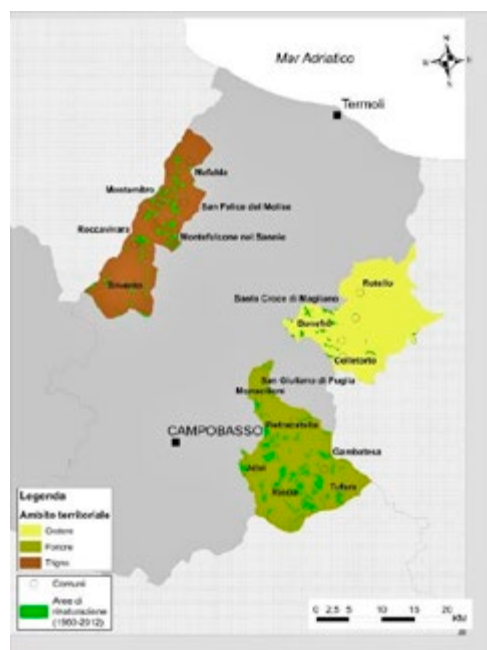 Mar Adriatico
N
Termoli
Mafalda
Montemitro
San Felice del Molise
Roccavivara
Montefalcone nel Sannio
Trivento
Rotello
Santa Croce di Magliano
Bonefro
Colletorto
San Giuliano di Puglia
Monacilioni
Pietracatella
CAMPOBASSO
Gambatesa
Jelsi
Riccia
Tufara
Legenda
Ambito territoriale
Cratere
Fortore
Trigno
Comuni
Aree di
rinaturazione
(1960-2012)
0 2.5 5 10 15 20